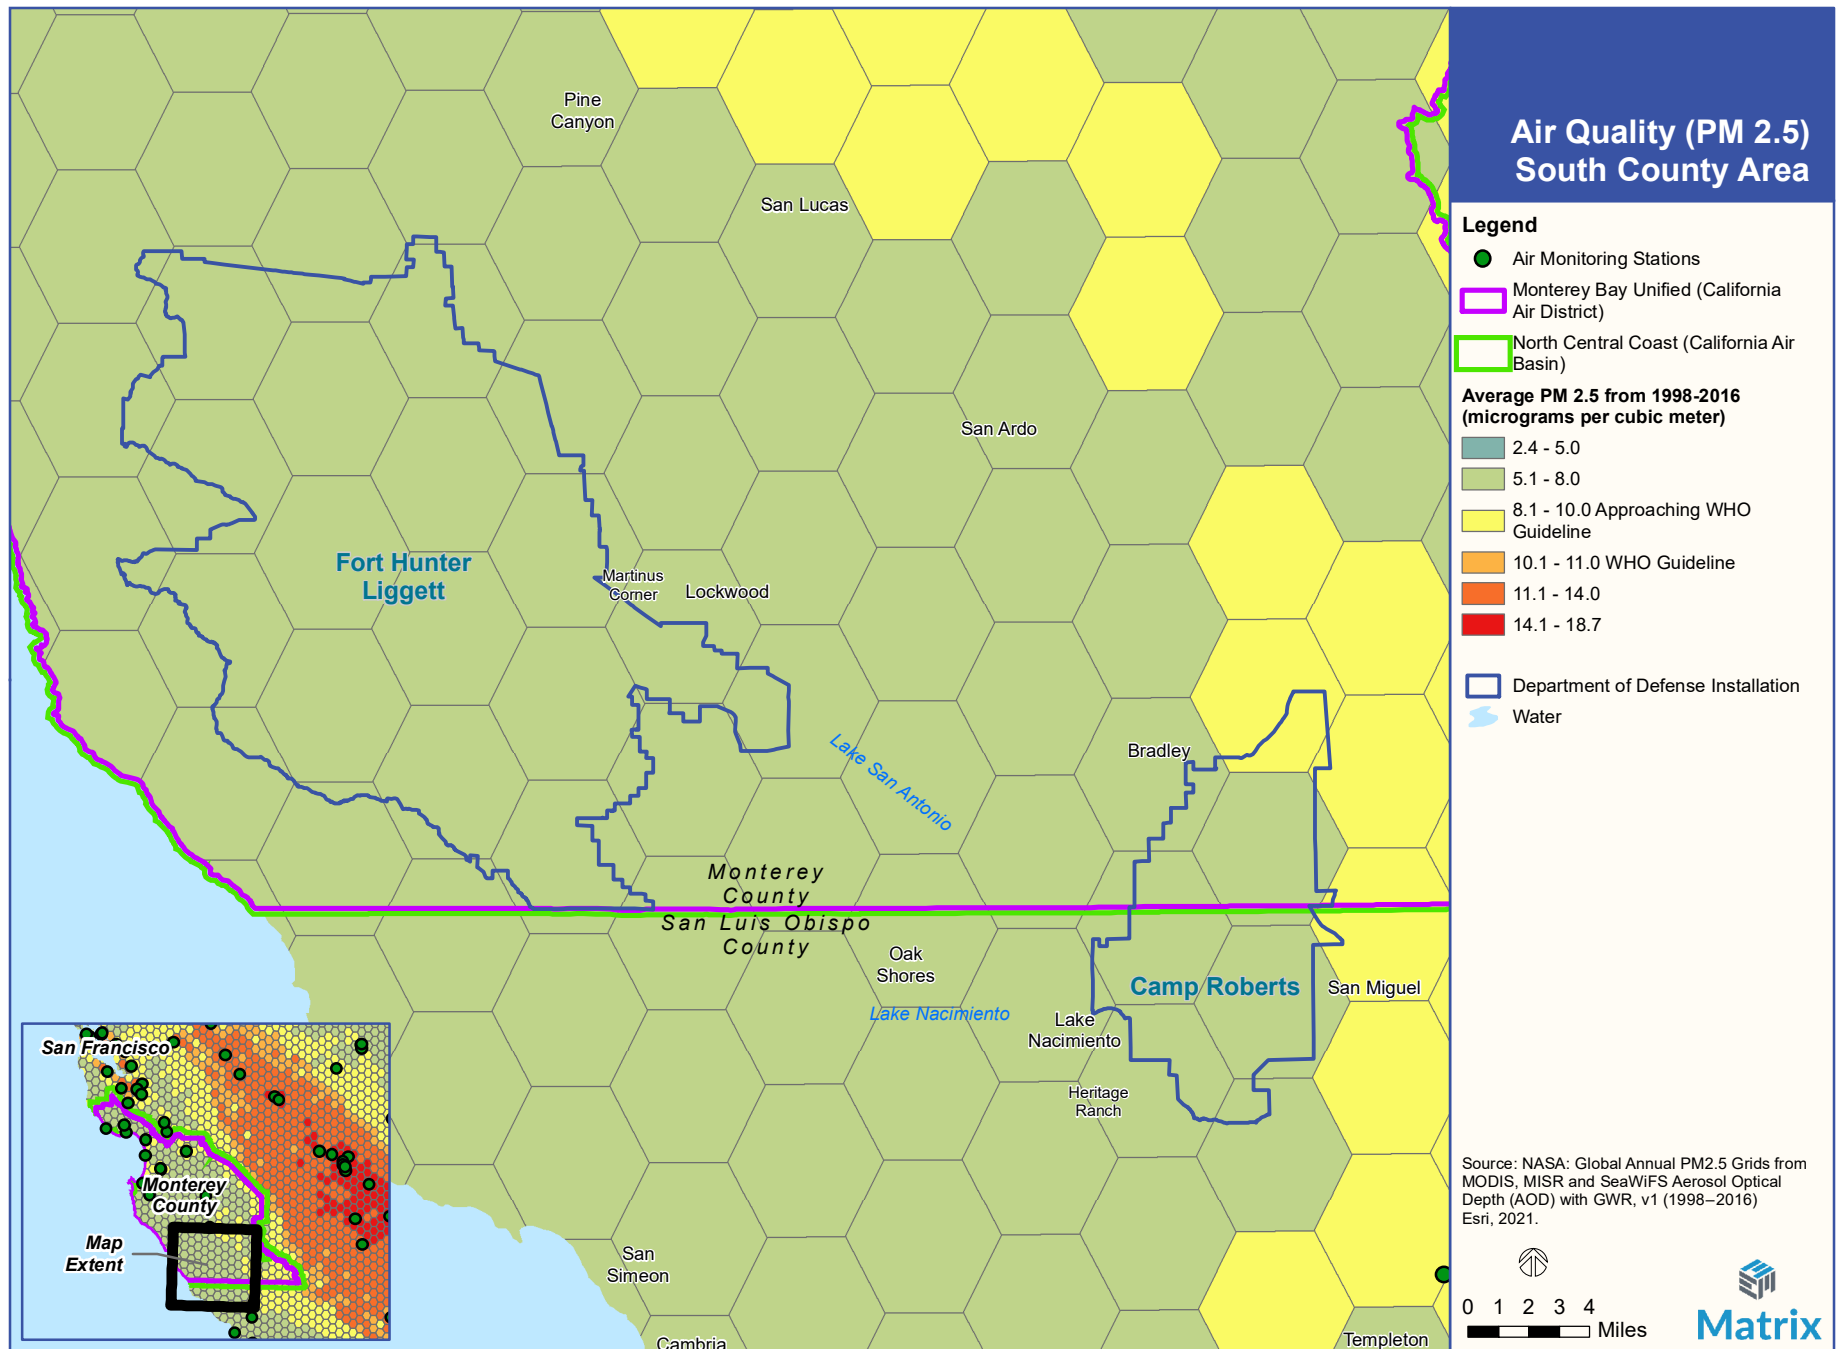 Air Quality (PM 2.5)
South County Area
Legend
Air Monitoring Stations
Monterey Bay Unified (California
Air District)
North Central Coast (California Air
Basin)
Average PM 2.5 from 1998-2016
(micrograms per cubic meter)
2.4 - 5.0
5.1 - 8.0
8.1 - 10.0 Approaching WHO
Guideline
10.1 - 11.0 WHO Guideline
11.1 - 14.0
14.1 - 18.7
Department of Defense Installation
Water
Source: NASA: Global Annual PM2.5 Grids from
MODIS, MISR and SeaWiFS Aerosol Optical
Depth (AOD) with GWR, v1 (1998–2016)
Esri, 2021.
0 1 2 3 4
Miles
Matrix
Pine
Canyon
San Lucas
San Ardo
Fort Hunter
Liggett
Martinus
Corner
Lockwood
Bradley
Lake San Antonio
Monterey
County
San Luis Obispo
County
Oak
Shores
Camp Roberts
San Miguel
Lake Nacimiento
Lake
Nacimiento
Heritage
Ranch
San
Simeon
Cambria
Templeton
San Francisco
Monterey
County
Map
Extent